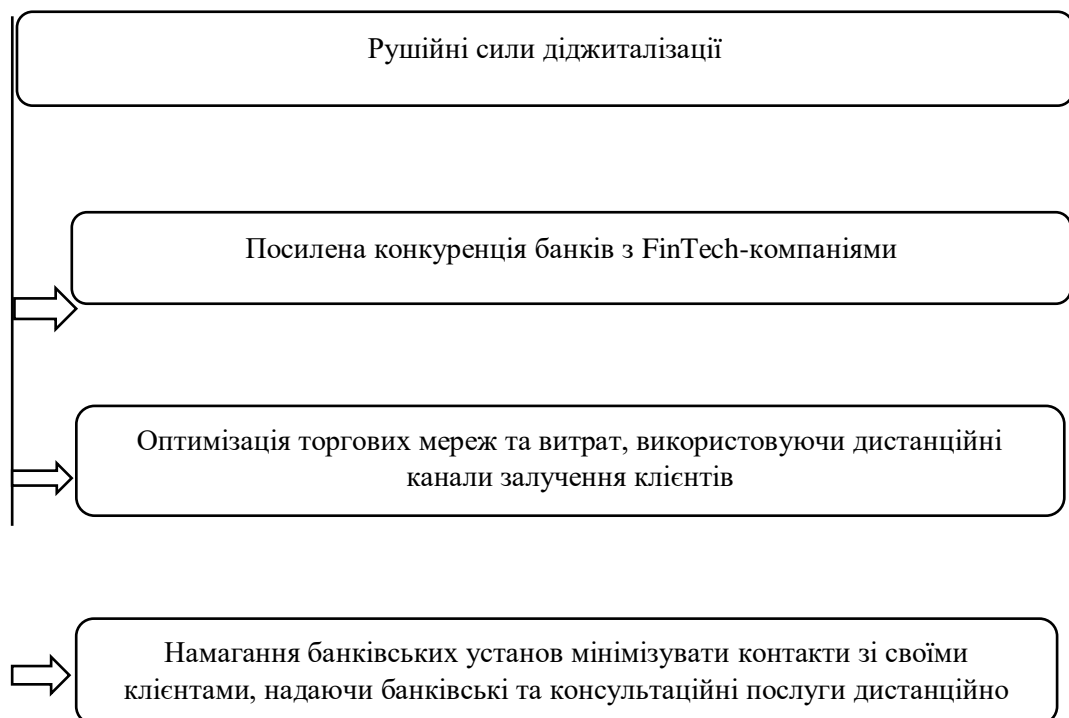 Рушійні сили діджиталізації
Посилена конкуренція банків з FinTech-компаніями
Оптимізація торгових мереж та витрат, використовуючи дистанційні
канали залучення клієнтів
Намагання банківських установ мінімізувати контакти зі своїми
клієнтами, надаючи банківські та консультаційні послуги дистанційно